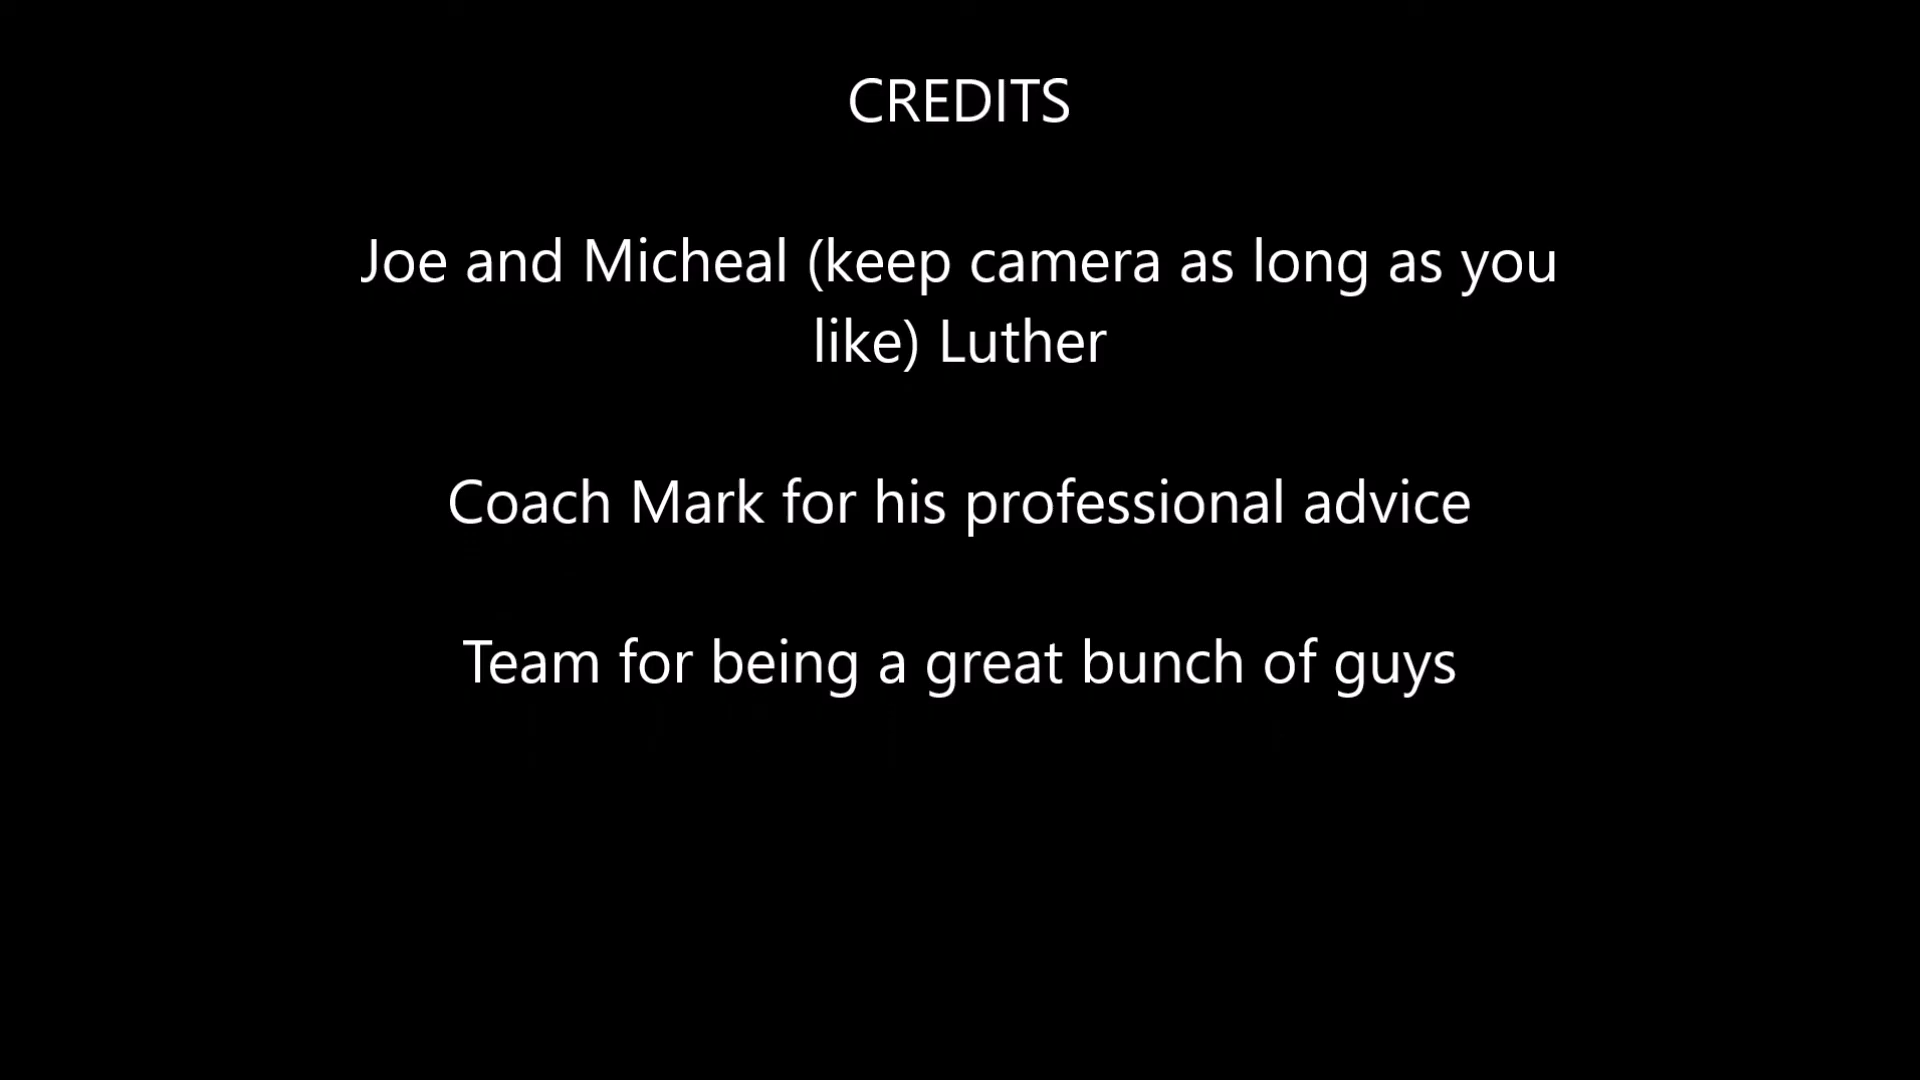 CREDITS
Joe and Micheal (keep camera as long as you
like) Luther
Coach Mark for his professional advice
Team for being a great bunch of guys